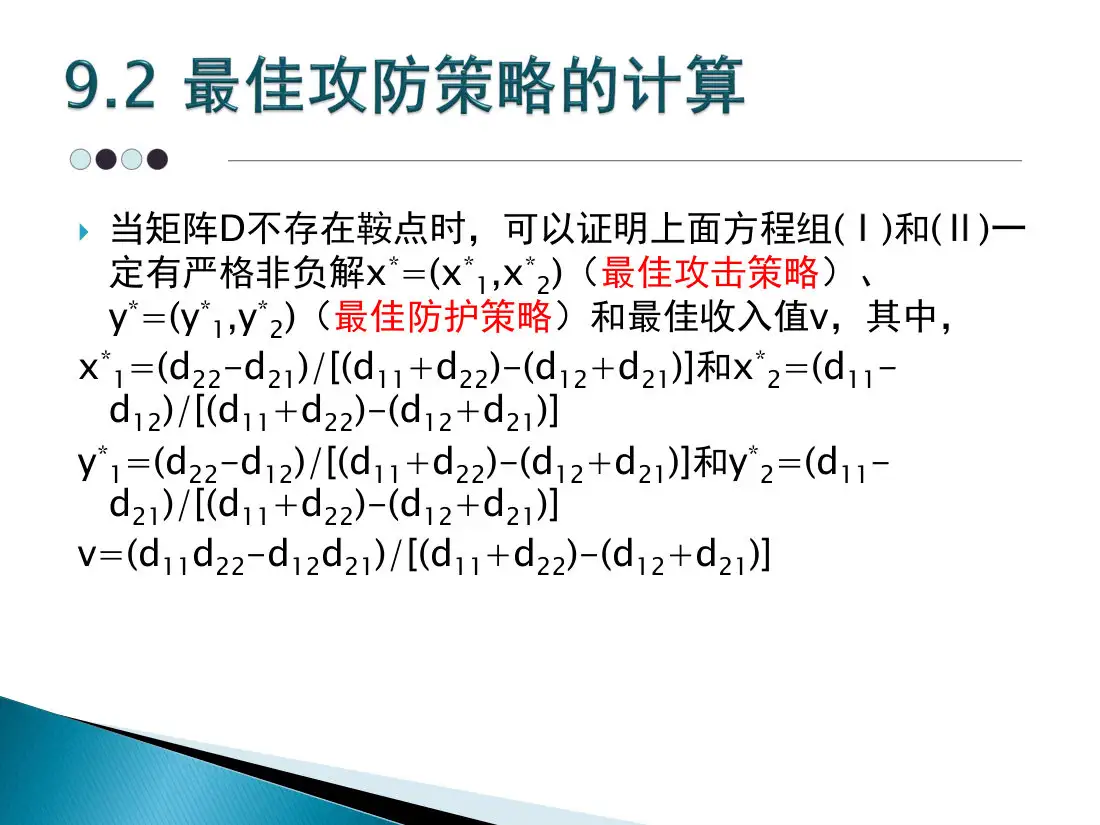 9.2 最佳攻防策略的计算
当矩阵D不存在鞍点时，可以证明上面方程组(Ⅰ)和(Ⅱ)一
定有严格非负解x*=(x*₁,x*₂)（最佳攻击策略）、
y*=(y*₁,y*₂)（最佳防护策略）和最佳收入值v，其中，
x*₁=(d₂₂-d₂₁)/[(d₁₁+d₂₂)-(d₁₂+d₂₁)]和x*₂=(d₁₁-
d₁₂)/[(d₁₁+d₂₂)-(d₁₂+d₂₁)]
y*₁=(d₂₂-d₁₂)/[(d₁₁+d₂₂)-(d₁₂+d₂₁)]和y*₂=(d₁₁-
d₂₁)/[(d₁₁+d₂₂)-(d₁₂+d₂₁)]
v=(d₁₁d₂₂-d₁₂d₂₁)/[(d₁₁+d₂₂)-(d₁₂+d₂₁)]